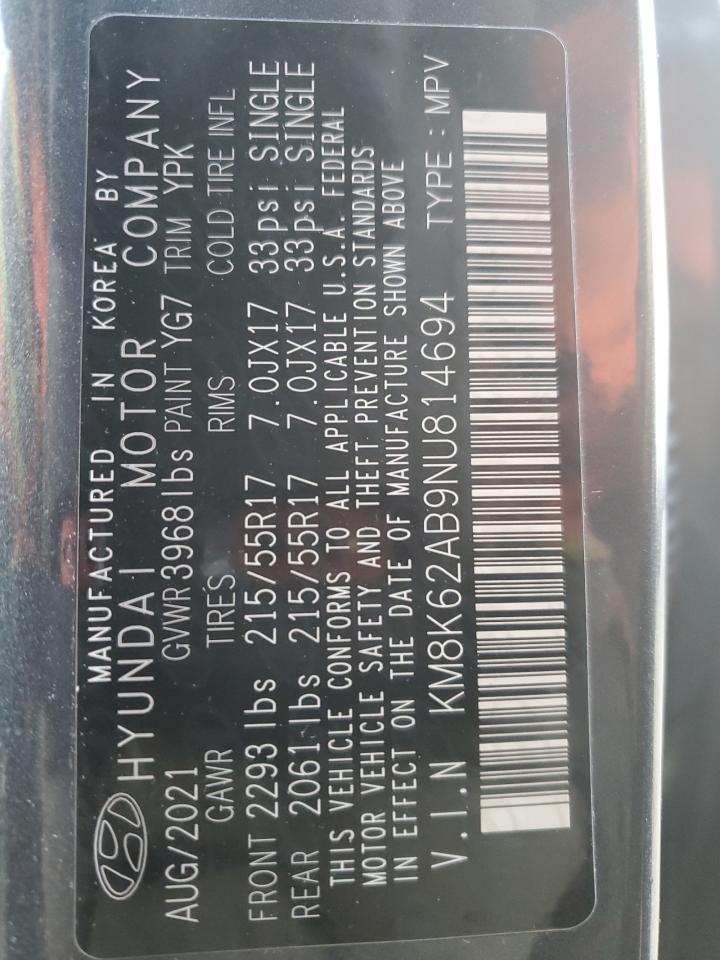 MANUFACTURED IN KOREA BY
HYUNDAI MOTOR COMPANY
AUG/2021 GVWR 3968 lbs PAINT YG7 TRIM YPK
GAWR TIRES RIMS COLD TIRE INFL
FRONT 2293 lbs 215/55R17 7.0JX17 33psi SINGLE
REAR 2061 lbs 215/55R17 7.0JX17 33psi SINGLE
THIS VEHICLE CONFORMS TO ALL APPLICABLE U.S.A. FEDERAL
MOTOR VEHICLE SAFETY AND THEFT PREVENTION STANDARDS
IN EFFECT ON THE DATE OF MANUFACTURE SHOWN ABOVE
V.I.N KM8K62AB9NU814694 TYPE : MPV